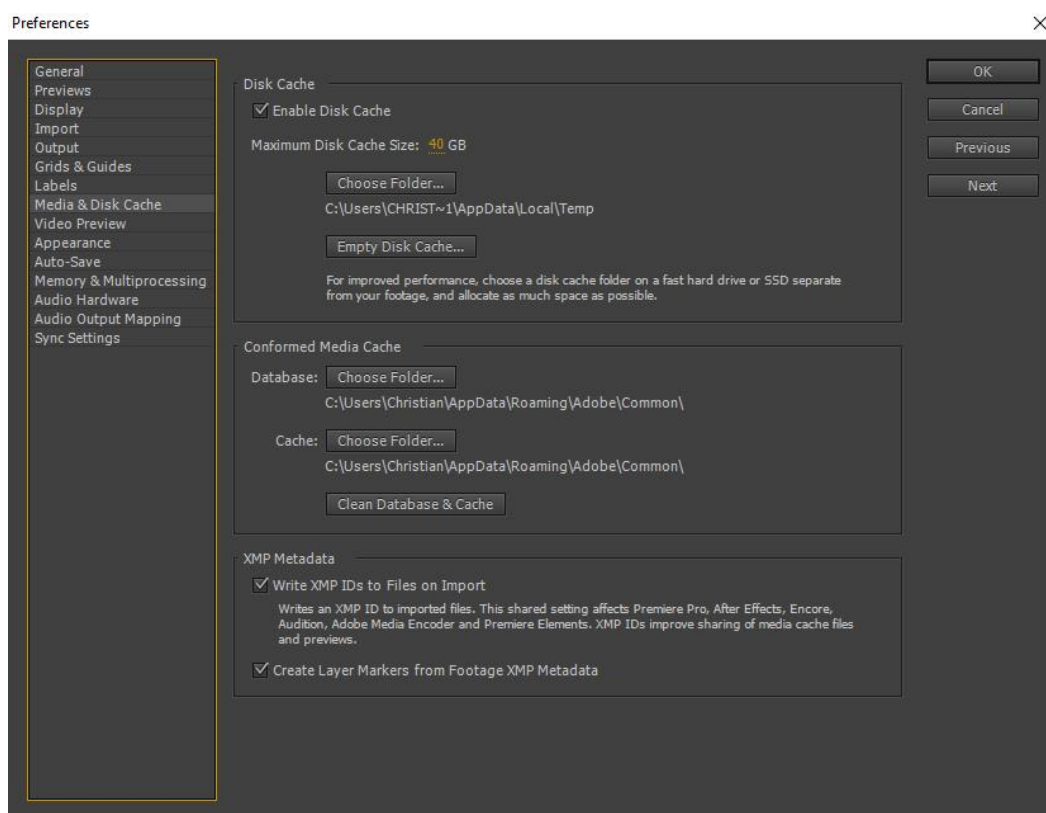 Preferences
General
Previews
Display
Import
Output
Grids & Guides
Labels
Media & Disk Cache
Video Preview
Appearance
Auto-Save
Memory & Multiprocessing
Audio Hardware
Audio Output Mapping
Sync Settings
Disk Cache
Enable Disk Cache
Maximum Disk Cache Size: 40 GB
Choose Folder...
C:\Users\CHRIST~1\AppData\Local\Temp
Empty Disk Cache...
For improved performance, choose a disk cache folder on a fast hard drive or SSD separate
from your footage, and allocate as much space as possible.
Conformed Media Cache
Database: Choose Folder...
C:\Users\Christian\AppData\Roaming\Adobe\Common\
Cache: Choose Folder...
C:\Users\Christian\AppData\Roaming\Adobe\Common\
Clean Database & Cache
XMP Metadata
Write XMP IDs to Files on Import
Writes an XMP ID to imported files. This shared setting affects Premiere Pro, After Effects, Encore,
Audition, Adobe Media Encoder and Premiere Elements. XMP IDs improve sharing of media cache files
and previews.
Create Layer Markers from Footage XMP Metadata
OK
Cancel
Previous
Next